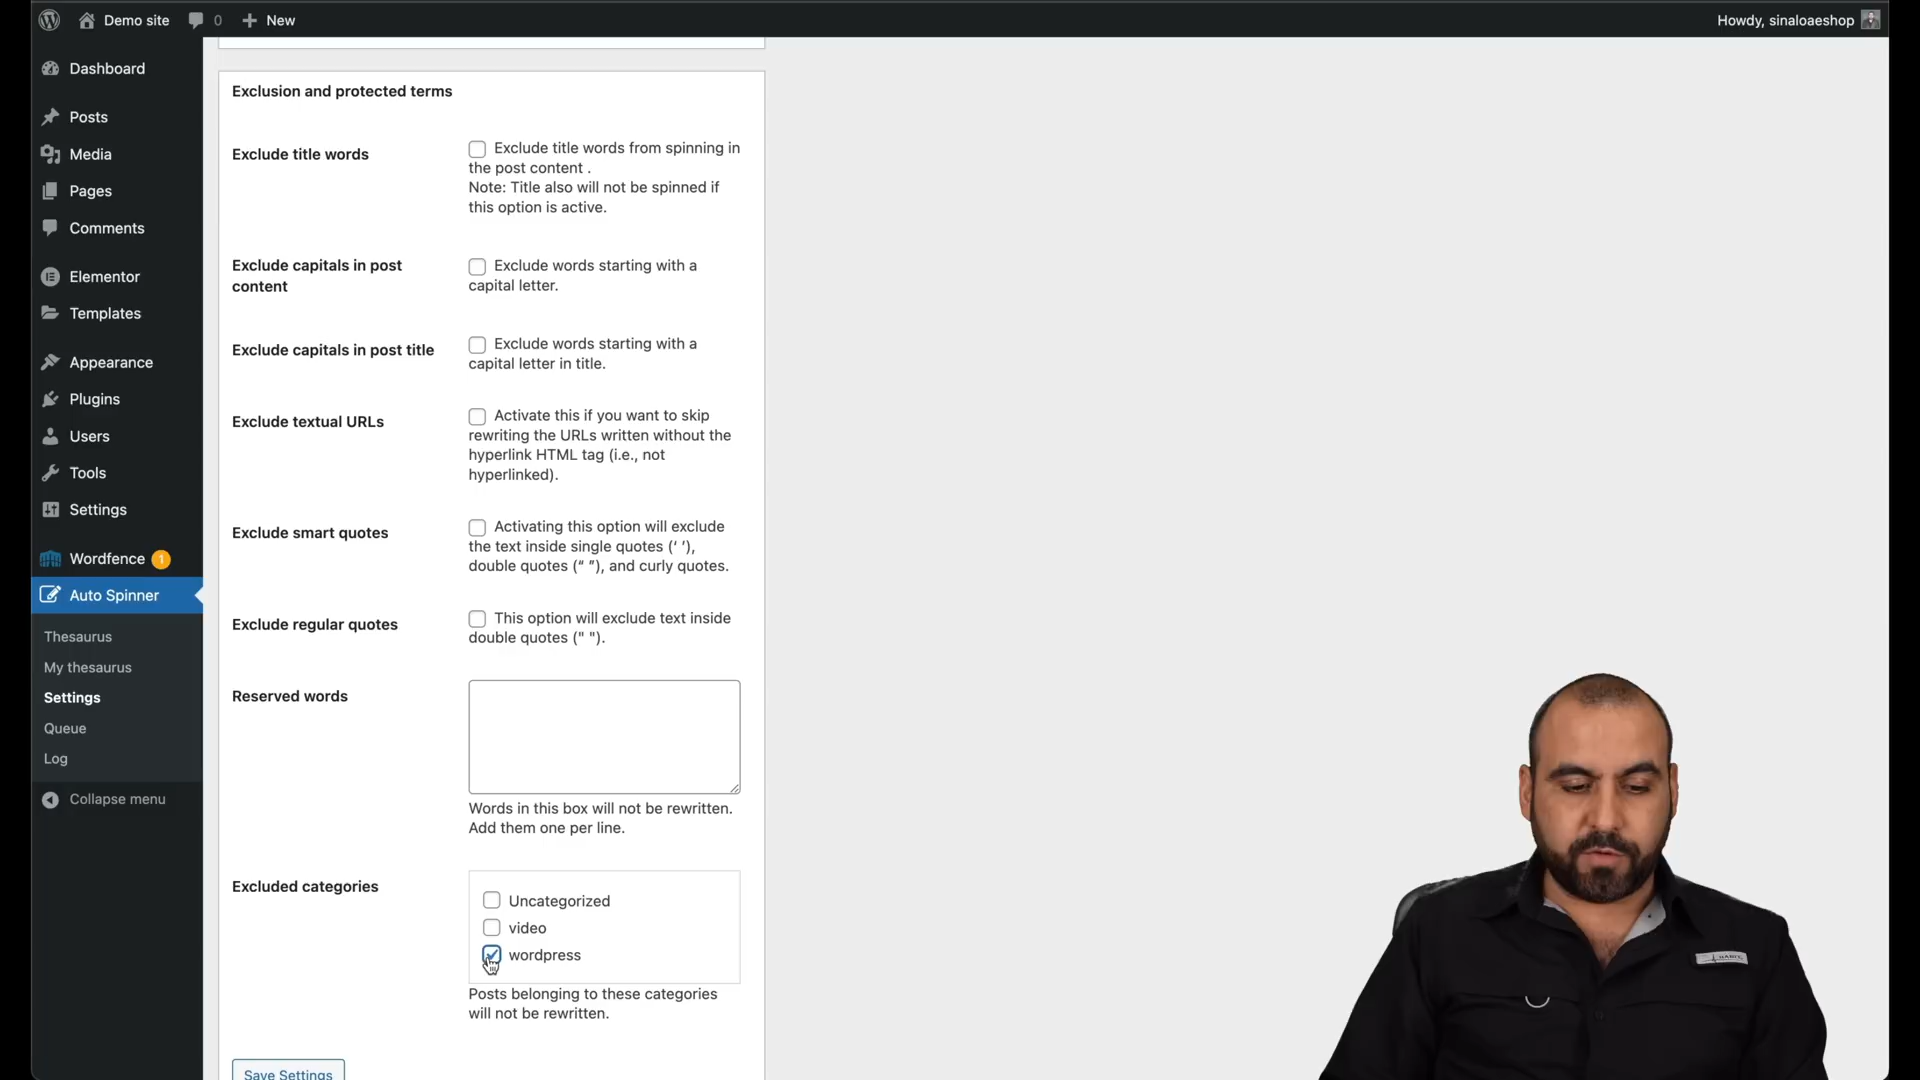 Demo site
0
New
Howdy, sinaloaeshop
Dashboard
Posts
Media
Pages
Comments
Elementor
Templates
Appearance
Plugins
Users
Tools
Settings
Wordfence 1
Auto Spinner
Thesaurus
My thesaurus
Settings
Queue
Log
Collapse menu
Exclusion and protected terms
Exclude title words
Exclude title words from spinning in
the post content .
Note: Title also will not be spinned if
this option is active.
Exclude capitals in post
content
Exclude words starting with a
capital letter.
Exclude capitals in post title
Exclude words starting with a
capital letter in title.
Exclude textual URLs
Activate this if you want to skip
rewriting the URLs written without the
hyperlink HTML tag (i.e., not
hyperlinked).
Exclude smart quotes
Activating this option will exclude
the text inside single quotes (‘ ’),
double quotes (“ ”), and curly quotes.
Exclude regular quotes
This option will exclude text inside
double quotes (" ").
Reserved words
Words in this box will not be rewritten.
Add them one per line.
Excluded categories
Uncategorized
video
wordpress
Posts belonging to these categories
will not be rewritten.
Save Settings